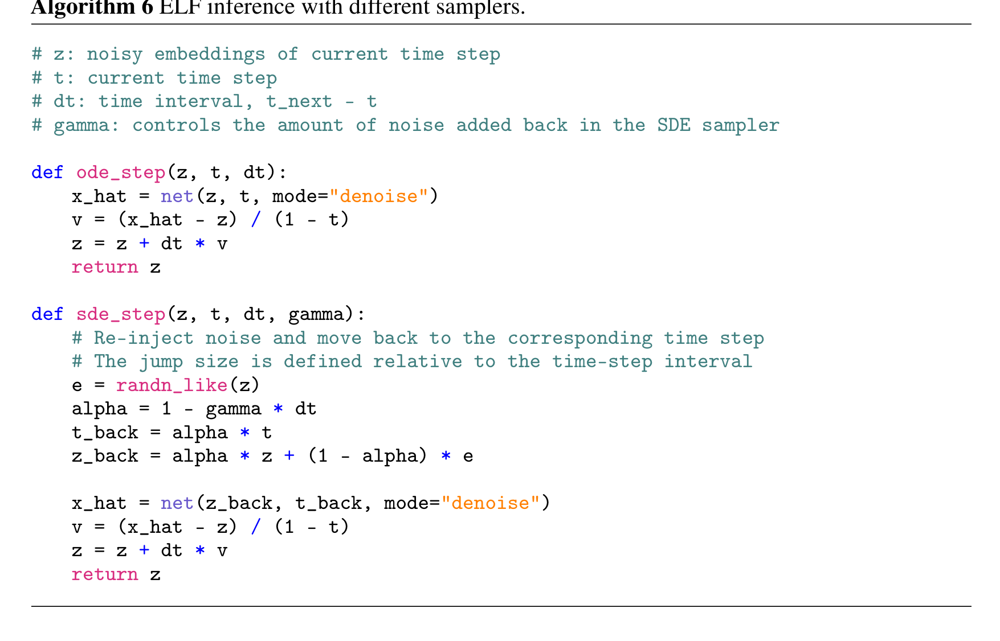 Algorithm 6 ELF inference with different samplers.
# z: noisy embeddings of current time step
# t: current time step
# dt: time interval, t_next - t
# gamma: controls the amount of noise added back in the SDE sampler
def ode_step(z, t, dt):
    x_hat = net(z, t, mode="denoise")
    v = (x_hat - z) / (1 - t)
    z = z + dt * v
    return z
def sde_step(z, t, dt, gamma):
    # Re-inject noise and move back to the corresponding time step
    # The jump size is defined relative to the time-step interval
    e = randn_like(z)
    alpha = 1 - gamma * dt
    t_back = alpha * t
    z_back = alpha * z + (1 - alpha) * e
    x_hat = net(z_back, t_back, mode="denoise")
    v = (x_hat - z) / (1 - t)
    z = z + dt * v
    return z